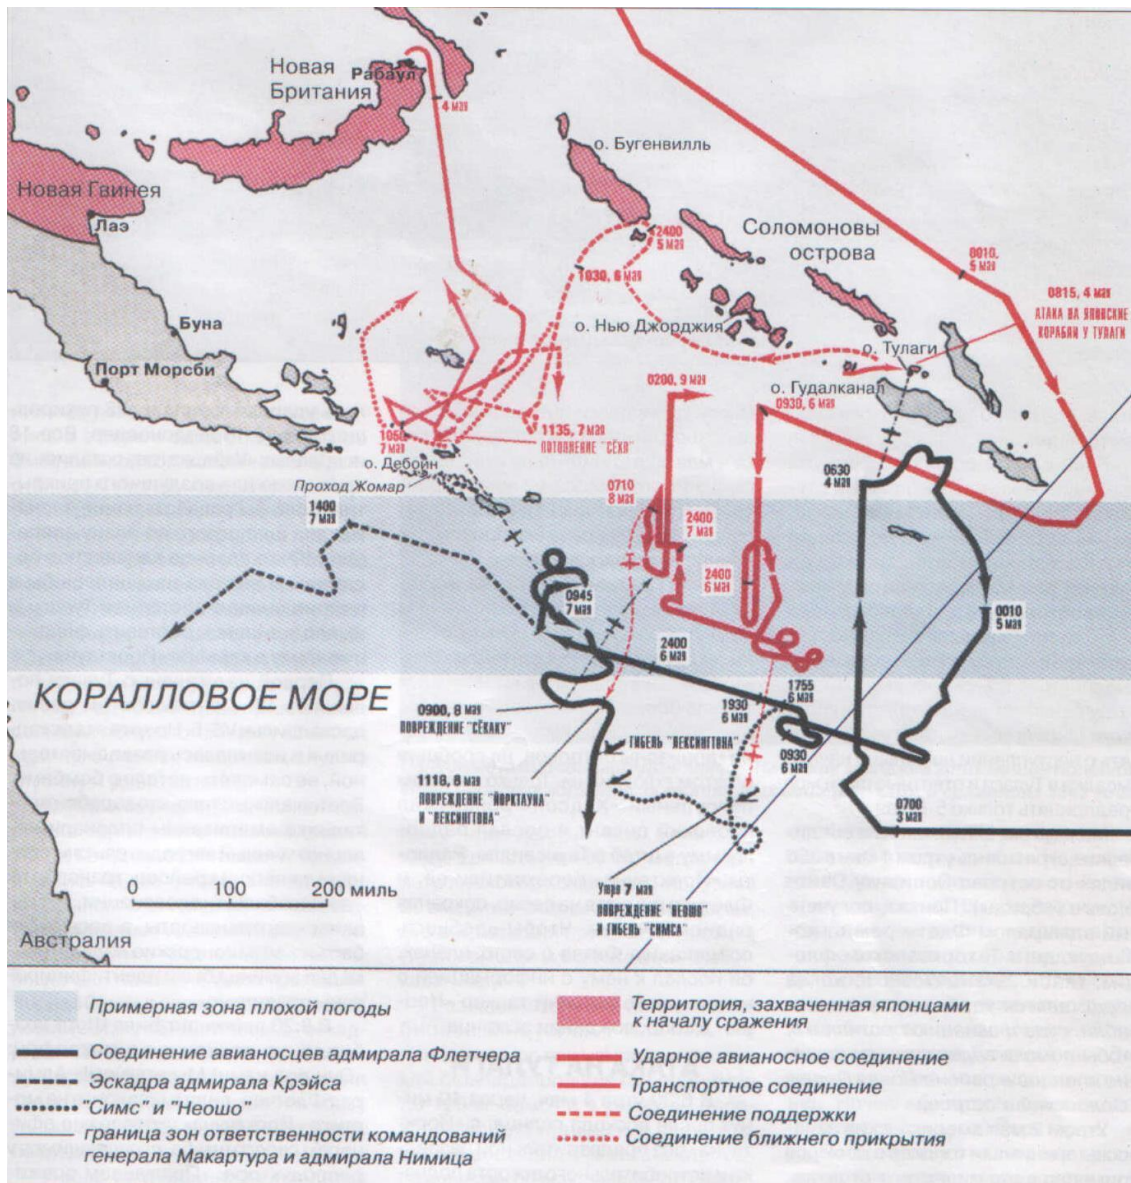 Новая
Британия
Рабаул
4 мая
о. Бугенвилль
Новая Гвинея
Лаэ
2400
5 мая
Соломоновы
острова
0010,
5 мая
1030, 6 мая
0815, 4 мая
АТАКА НА ЯПОНСКИЕ
КОРАБЛИ У ТУЛАГИ
Буна
о. Нью Джорджия
о. Тулаги
Порт Морсби
0200, 9 мая
о. Гудалканал
0930, 6 мая
1135, 7 мая
ПОТОПЛЕНИЕ "СЁХО"
1050
7 мая
о. Дебойн
Проход Жомар
0630
4 мая
0710
8 мая
1400
7 мая
2400
7 мая
2400
6 мая
0945
7 мая
0010
5 мая
2400
6 мая
КОРАЛЛОВОЕ МОРЕ
1755
6 мая
0900, 8 мая
ПОВРЕЖДЕНИЕ "СЁКАКУ"
1930
6 мая
ГИБЕЛЬ "ЛЕКСИНГТОНА"
0930
6 мая
1118, 8 мая
ПОВРЕЖДЕНИЕ "ЙОРКТАУНА"
И "ЛЕКСИНГТОНА"
0700
3 мая
0 100 200 миль
Утро 7 мая
ПОВРЕЖДЕНИЕ "НЕОШО"
И ГИБЕЛЬ "СИМСА"
Австралия
Примерная зона плохой погоды
Соединение авианосцев адмирала Флетчера
Эскадра адмирала Крэйса
"Симс" и "Неошо"
граница зон ответственности командований
генерала Макартура и адмирала Нимица
Территория, захваченная японцами
к началу сражения
Ударное авианосное соединение
Транспортное соединение
Соединение поддержки
Соединение ближнего прикрытия